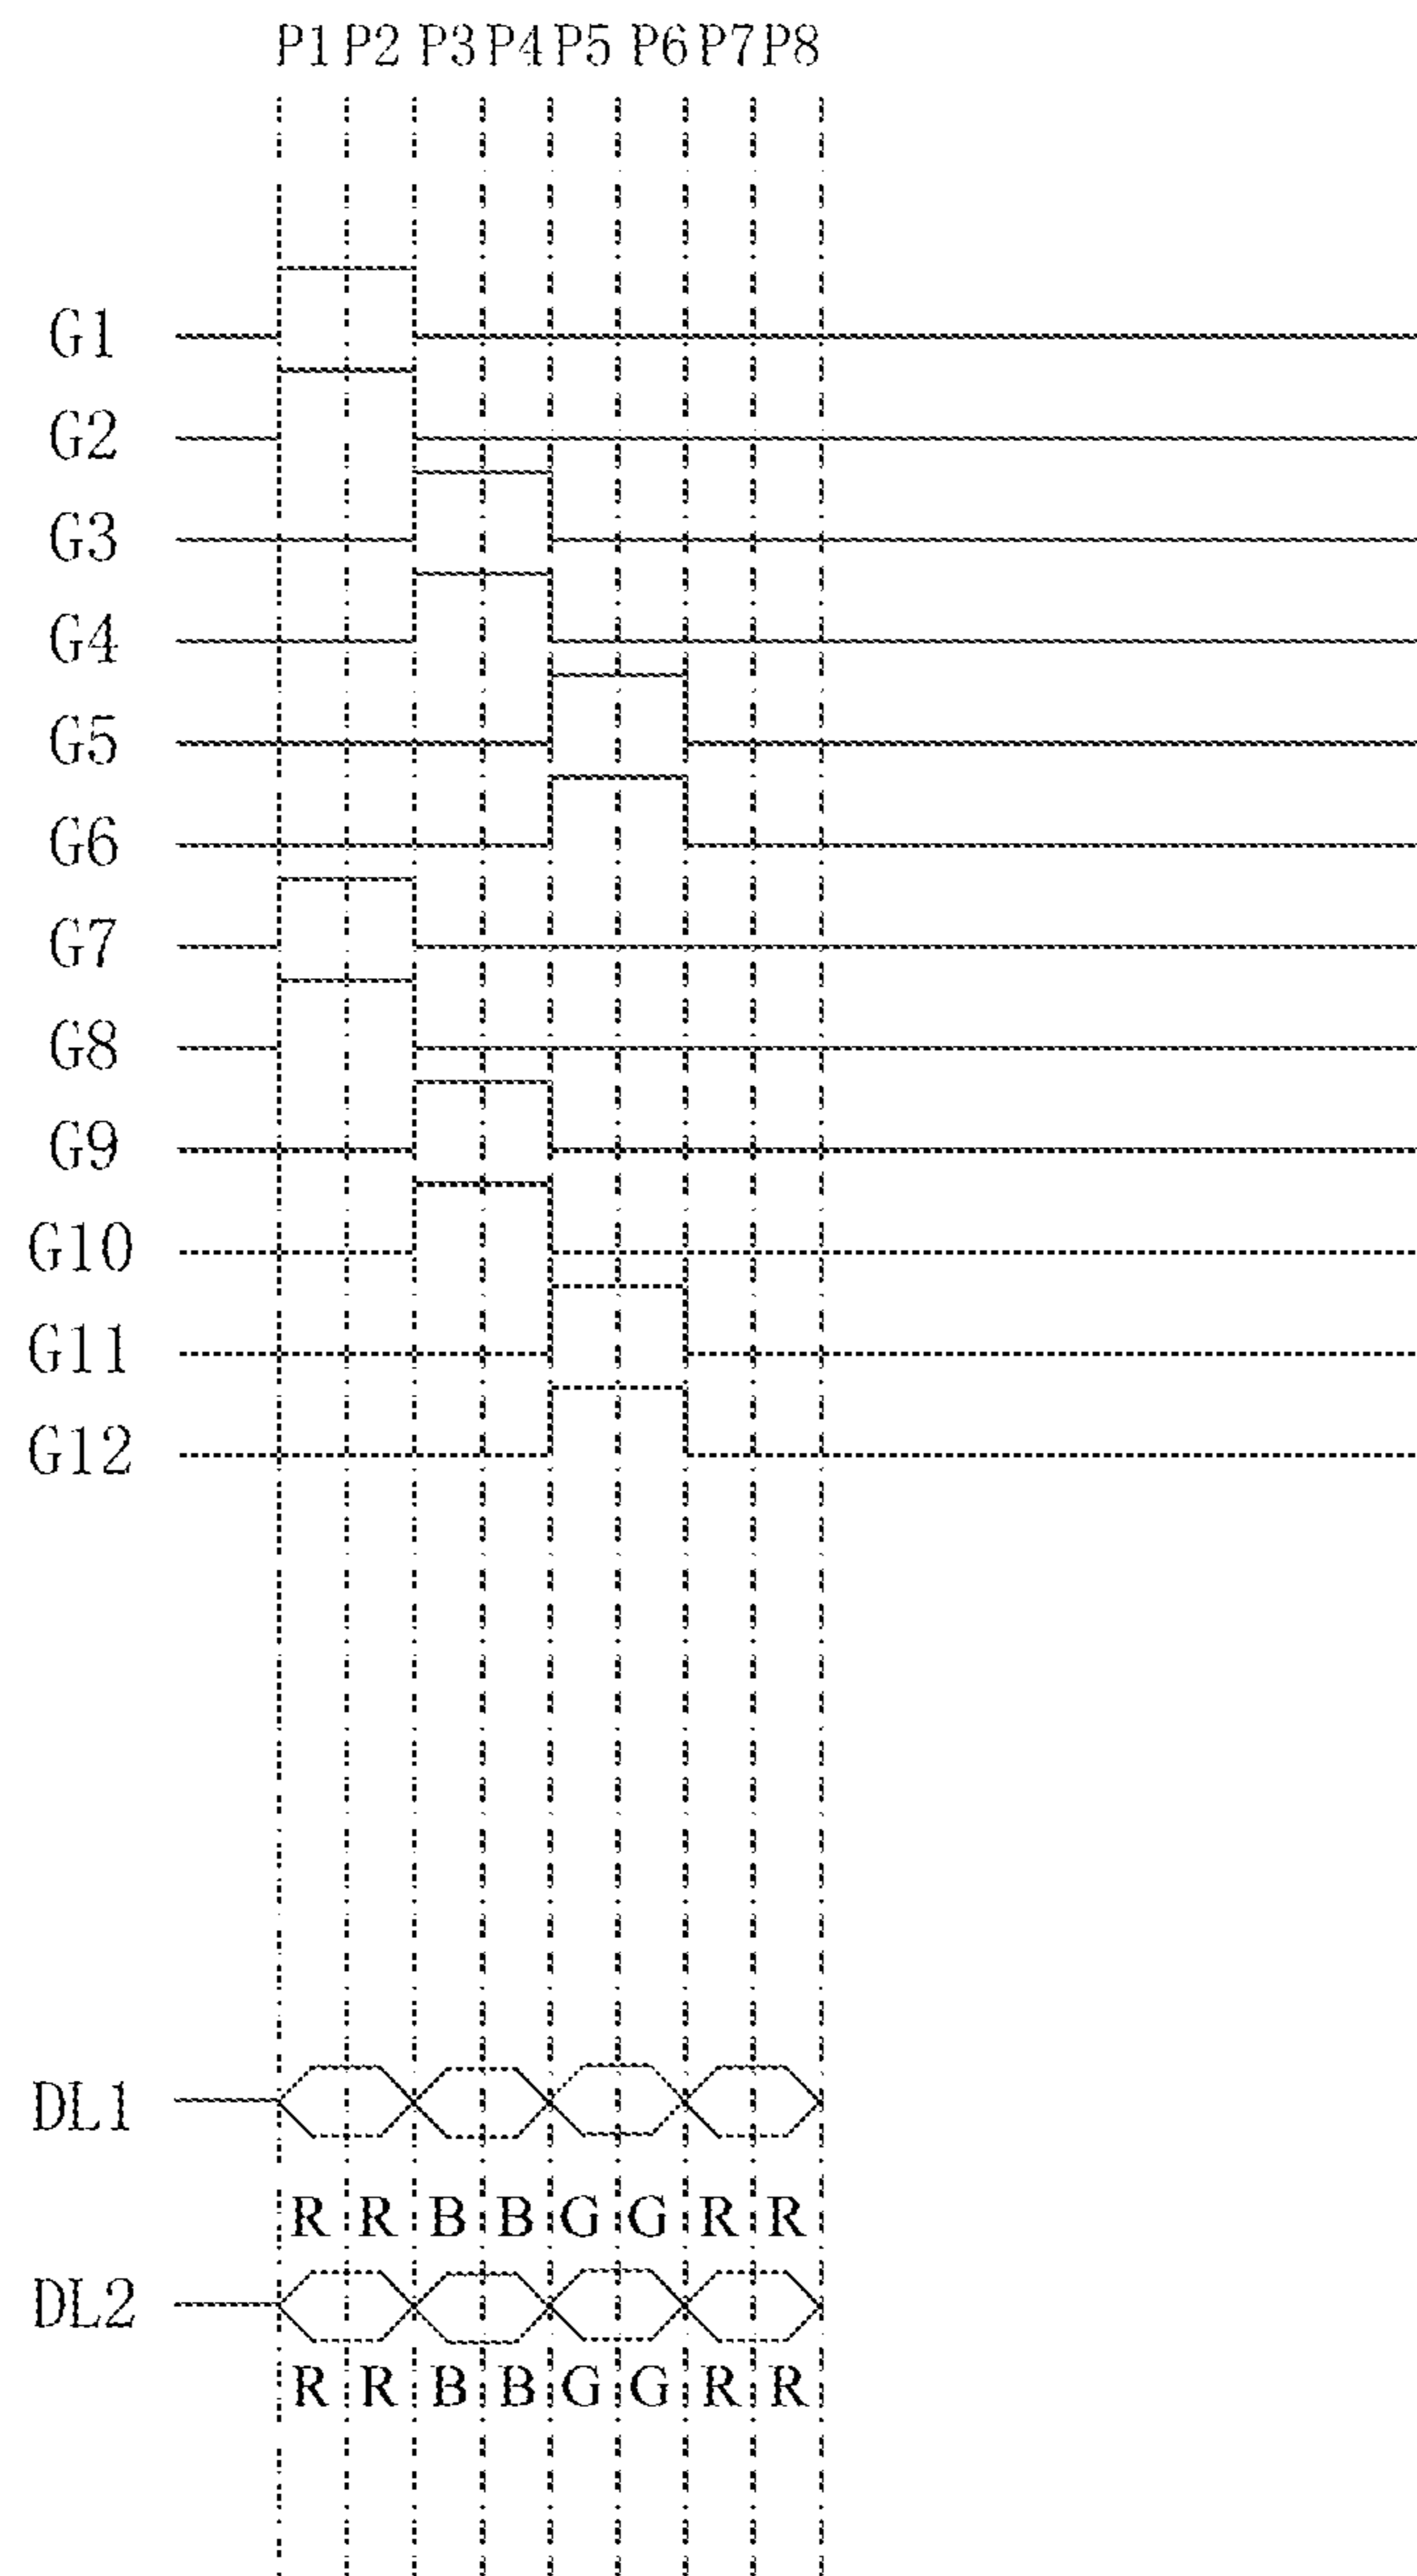 P1 P2 P3 P4 P5 P6 P7 P8
G1
G2
G3
G4
G5
G6
G7
G8
G9
G10
G11
G12
DL1
R R B B G G R R
DL2
R R B B G G R R